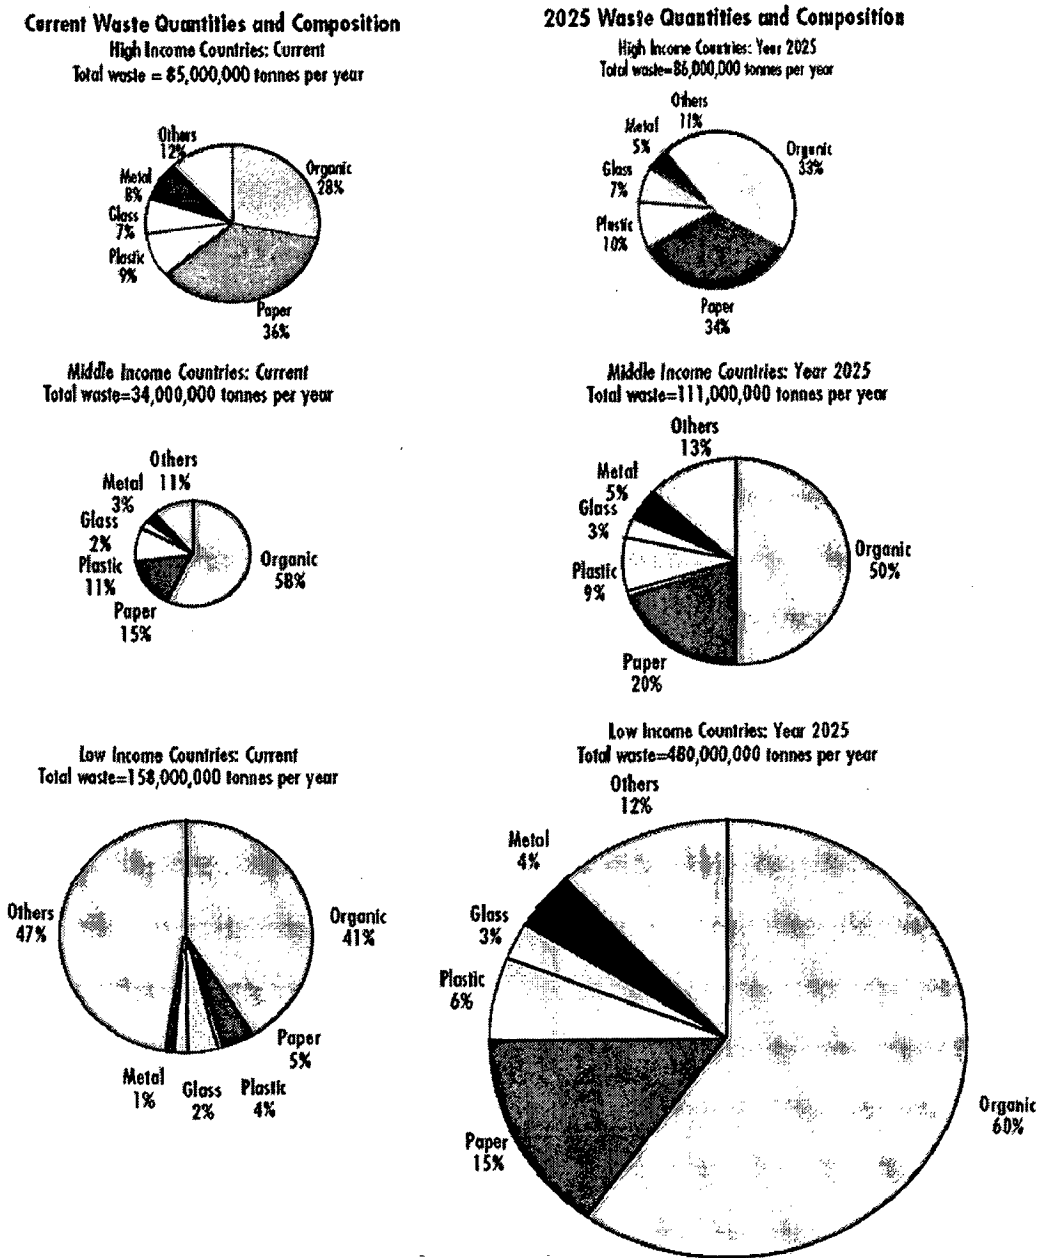 Current Waste Quantities and Composition
High Income Countries: Current
Total waste = 85,000,000 tonnes per year
Others
12%
Metal
8%
Glass
7%
Plastic
9%
Organic
28%
Paper
36%
2025 Waste Quantities and Composition
High Income Countries: Year 2025
Total waste=86,000,000 tonnes per year
Others
11%
Metal
5%
Glass
7%
Plastic
10%
Organic
33%
Paper
34%
Middle Income Countries: Current
Total waste=34,000,000 tonnes per year
Others
11%
Metal
3%
Glass
2%
Plastic
11%
Paper
15%
Organic
58%
Middle Income Countries: Year 2025
Total waste=111,000,000 tonnes per year
Others
13%
Metal
5%
Glass
3%
Plastic
9%
Paper
20%
Organic
50%
Low Income Countries: Current
Total waste=158,000,000 tonnes per year
Others
47%
Organic
41%
Paper
5%
Metal
1%
Glass
2%
Plastic
4%
Low Income Countries: Year 2025
Total waste=480,000,000 tonnes per year
Others
12%
Metal
4%
Glass
3%
Plastic
6%
Paper
15%
Organic
60%